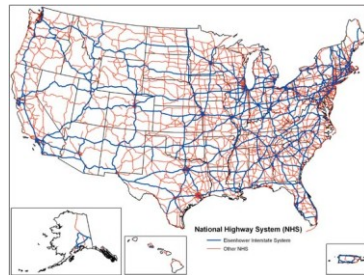 National Highway System (NHS)
Eisenhower Interstate System
Other NHS